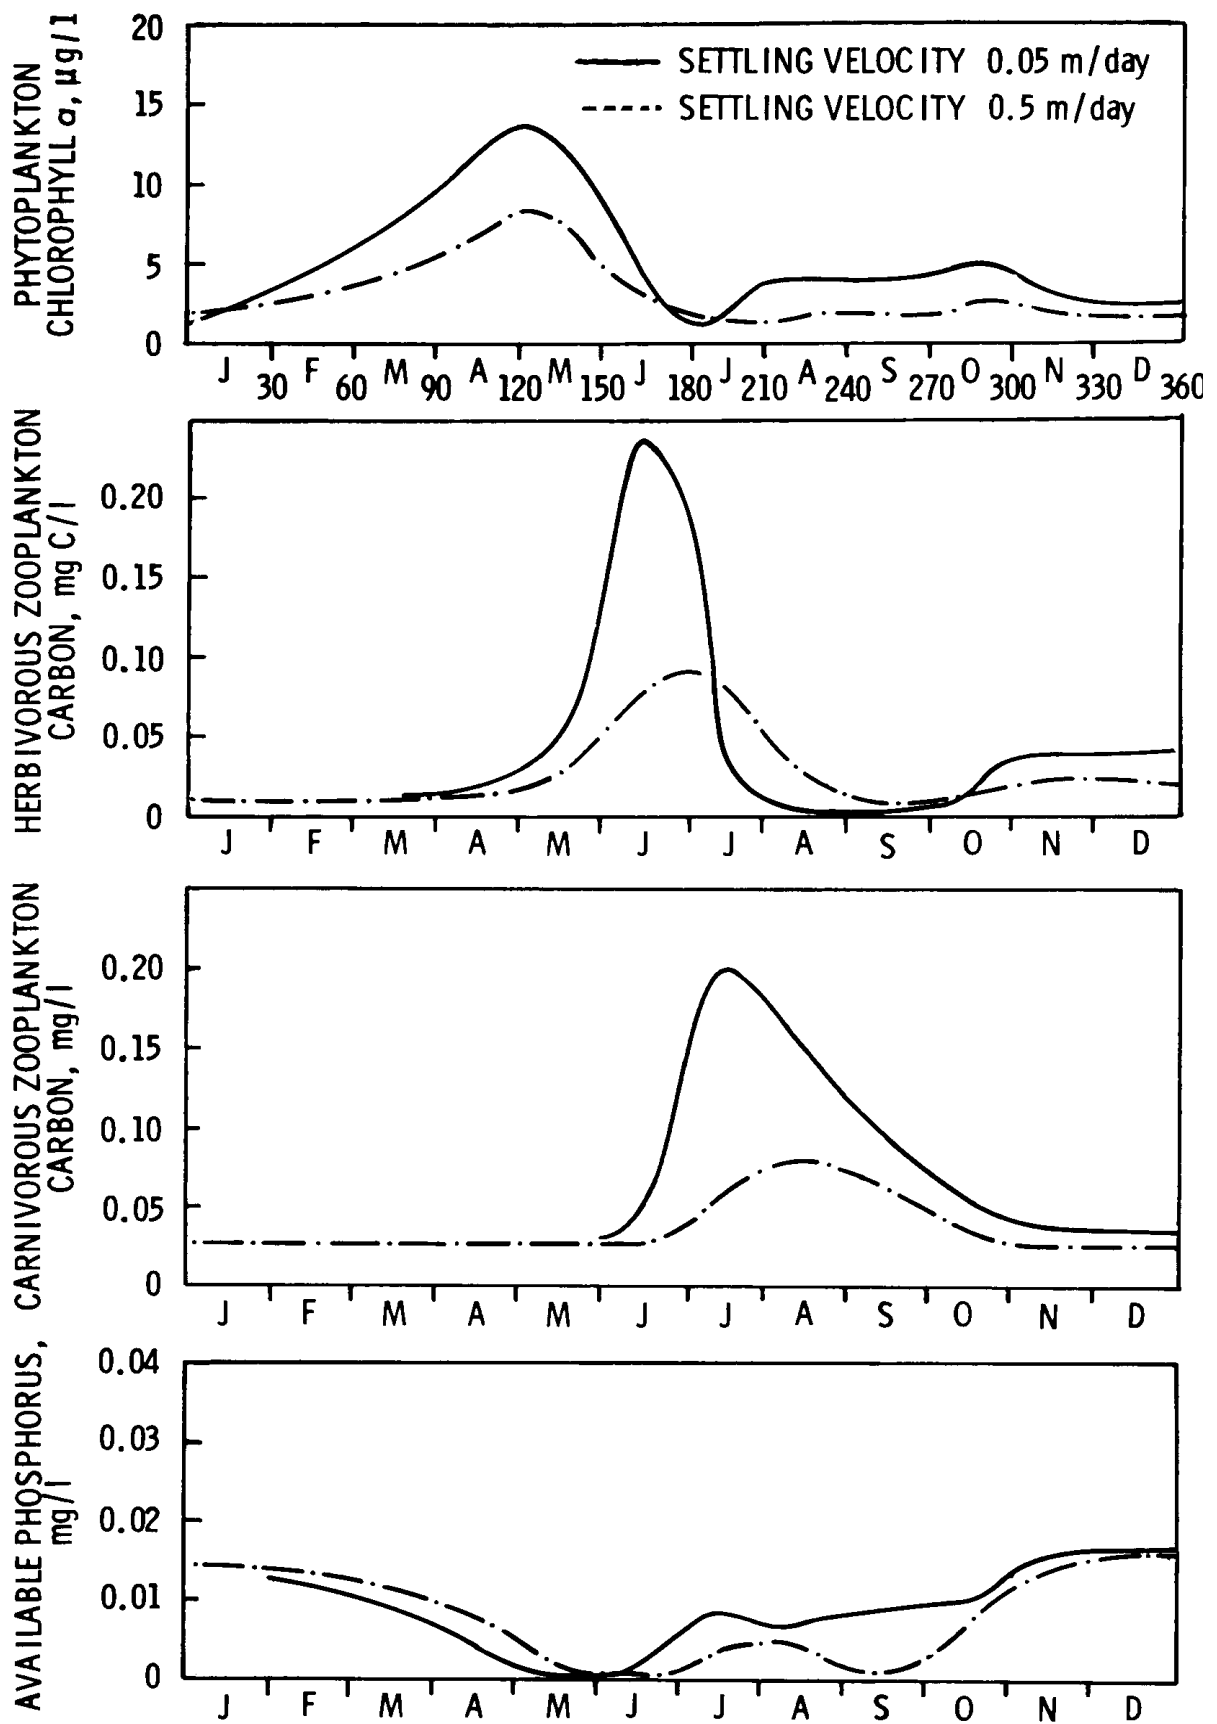 PHYTOPLANKTON
CHLOROPHYLL α, μg/l
20
15
10
5
0
SETTLING VELOCITY 0.05 m/day
SETTLING VELOCITY 0.5 m/day
J F M A M J J A S O N D
30 60 90 120 150 180 210 240 270 300 330 360
HERBIVOROUS ZOOPLANKTON
CARBON, mg C/l
0.20
0.15
0.10
0.05
0
J F M A M J J A S O N D
CARNIVOROUS ZOOPLANKTON
CARBON, mg/l
0.20
0.15
0.10
0.05
0
J F M A M J J A S O N D
AVAILABLE PHOSPHORUS,
mg/l
0.04
0.03
0.02
0.01
0
J F M A M J J A S O N D